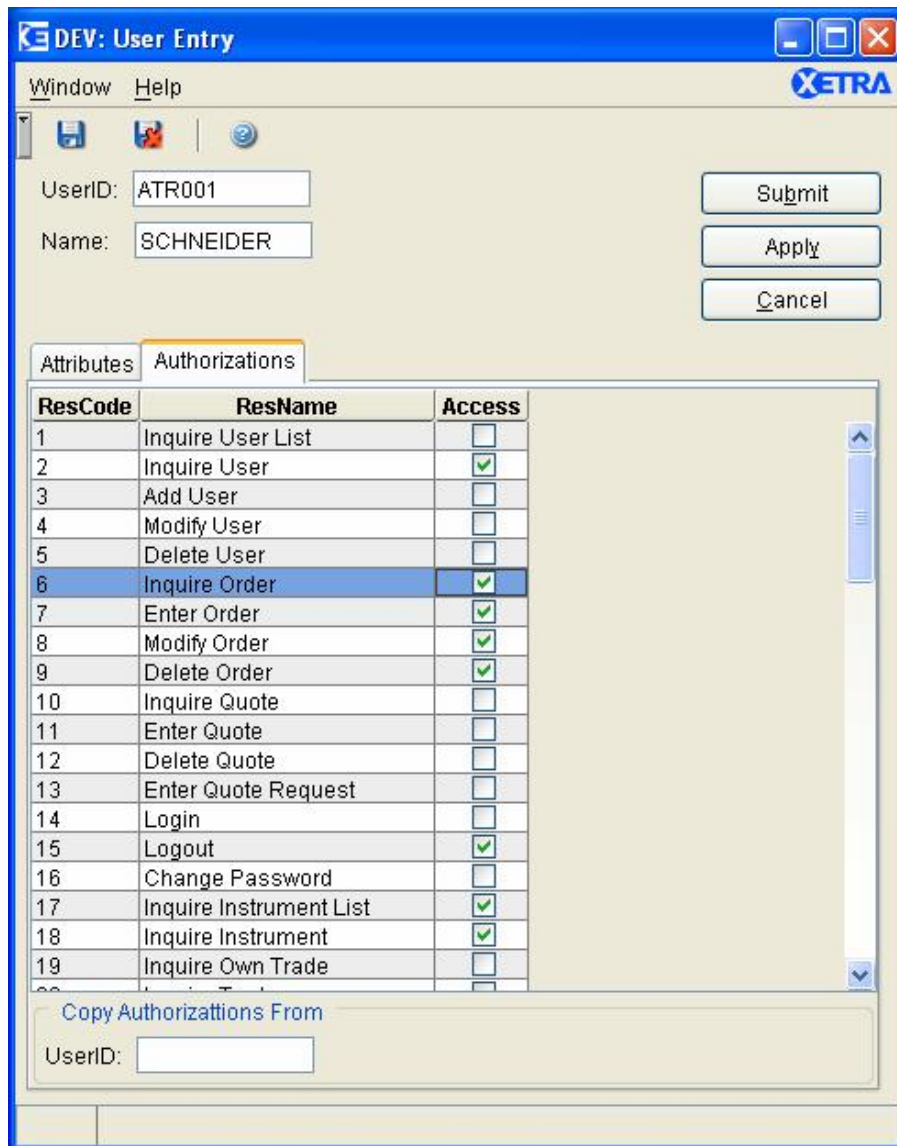 DEV: User Entry
Window Help
XETRA
UserID: ATR001
Submit
Name: SCHNEIDER
Apply
Cancel
Attributes Authorizations
ResCode ResName Access
1 Inquire User List
2 Inquire User
3 Add User
4 Modify User
5 Delete User
6 Inquire Order
7 Enter Order
8 Modify Order
9 Delete Order
10 Inquire Quote
11 Enter Quote
12 Delete Quote
13 Enter Quote Request
14 Login
15 Logout
16 Change Password
17 Inquire Instrument List
18 Inquire Instrument
19 Inquire Own Trade
Copy Authorizattions From
UserID: